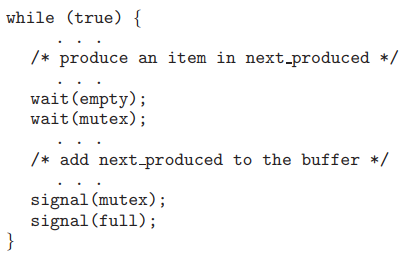 while (true) {
. . .
/* produce an item in next_produced */
. . .
wait(empty);
wait(mutex);
. . .
/* add next_produced to the buffer */
. . .
signal(mutex);
signal(full);
}